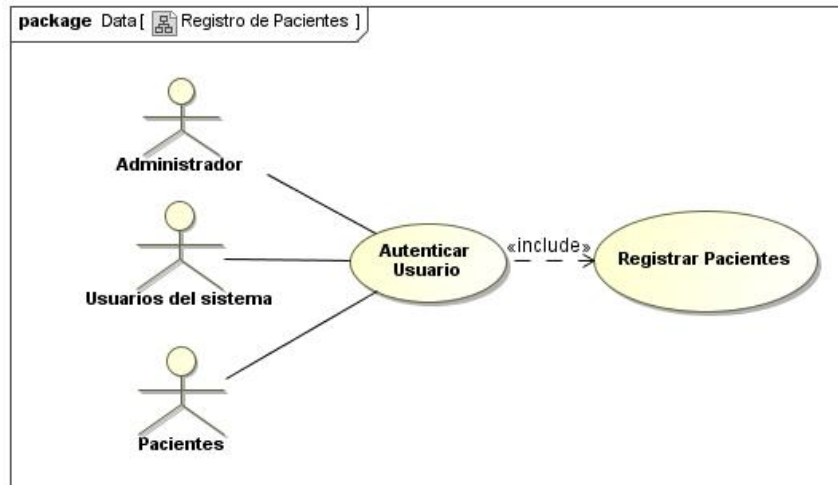 package Data[ Registro de Pacientes ]
Administrador
Autenticar
Usuario
«include»
Registrar Pacientes
Usuarios del sistema
Pacientes